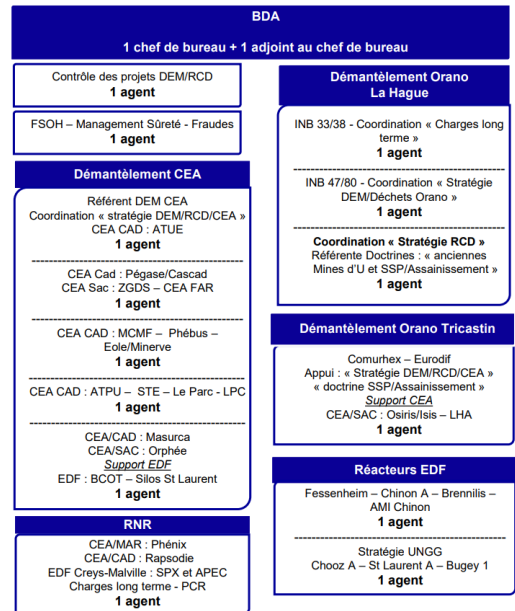 BDA
1 chef de bureau + 1 adjoint au chef de bureau
Contrôle des projets DEM/RCD
1 agent
FSOH – Management Sûreté - Fraudes
1 agent
Démantèlement CEA
Référent DEM CEA
Coordination « stratégie DEM/RCD/CEA »
CEA CAD : ATUE
1 agent
CEA Cad : Pégase/Cascad
CEA Sac : ZGDS – CEA FAR
1 agent
CEA CAD : MCMF – Phébus –
Eole/Minerve
1 agent
CEA CAD : ATPU – STE – Le Parc - LPC
1 agent
CEA/CAD : Masurca
CEA/SAC : Orphée
Support EDF
EDF : BCOT – Silos St Laurent
1 agent
RNR
CEA/MAR : Phénix
CEA/CAD : Rapsodie
EDF Creys-Malville : SPX et APEC
Charges long terme - PCR
1 agent
Démantèlement Orano
La Hague
INB 33/38 - Coordination « Charges long
terme »
1 agent
INB 47/80 - Coordination « Stratégie
DEM/Déchets Orano »
1 agent
Coordination « Stratégie RCD »
Référente Doctrines : « anciennes
Mines d'U et SSP/Assainissement »
1 agent
Démantèlement Orano Tricastin
Comurhex – Eurodif
Appui : « Stratégie DEM/RCD/CEA »
« doctrine SSP/Assainissement »
Support CEA
CEA/SAC : Osiris/Isis – LHA
1 agent
Réacteurs EDF
Fessenheim – Chinon A – Brennilis –
AMI Chinon
1 agent
Stratégie UNGG
Chooz A – St Laurent A – Bugey 1
1 agent